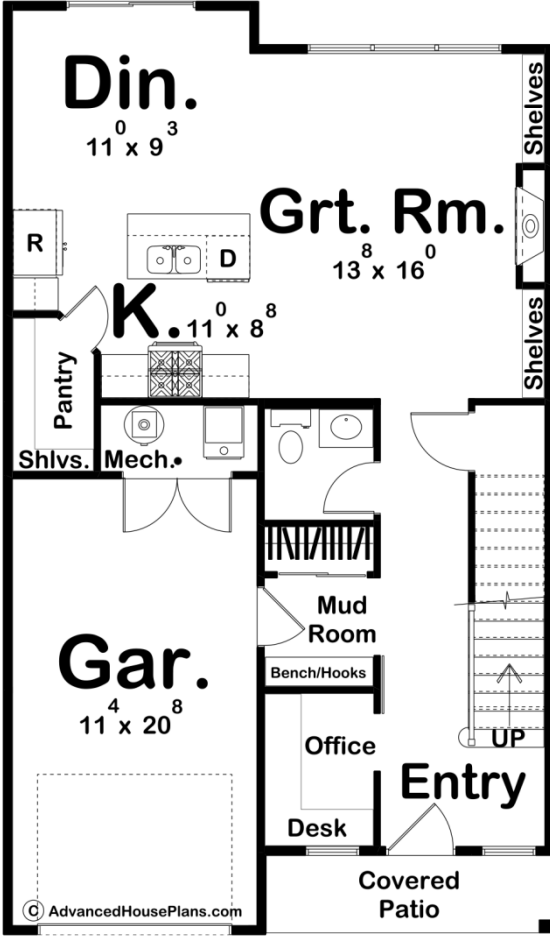 Din.
11⁰ x 9³
Shelves
Grt. Rm.
13⁸ x 16⁰
R
D
K. 11⁰ x 8⁸
Shelves
Pantry
Shlvs.
Mech.
Mud
Room
Bench/Hooks
Gar.
11⁴ x 20⁸
Office
UP
Entry
Desk
Covered
Patio
© AdvancedHousePlans.com